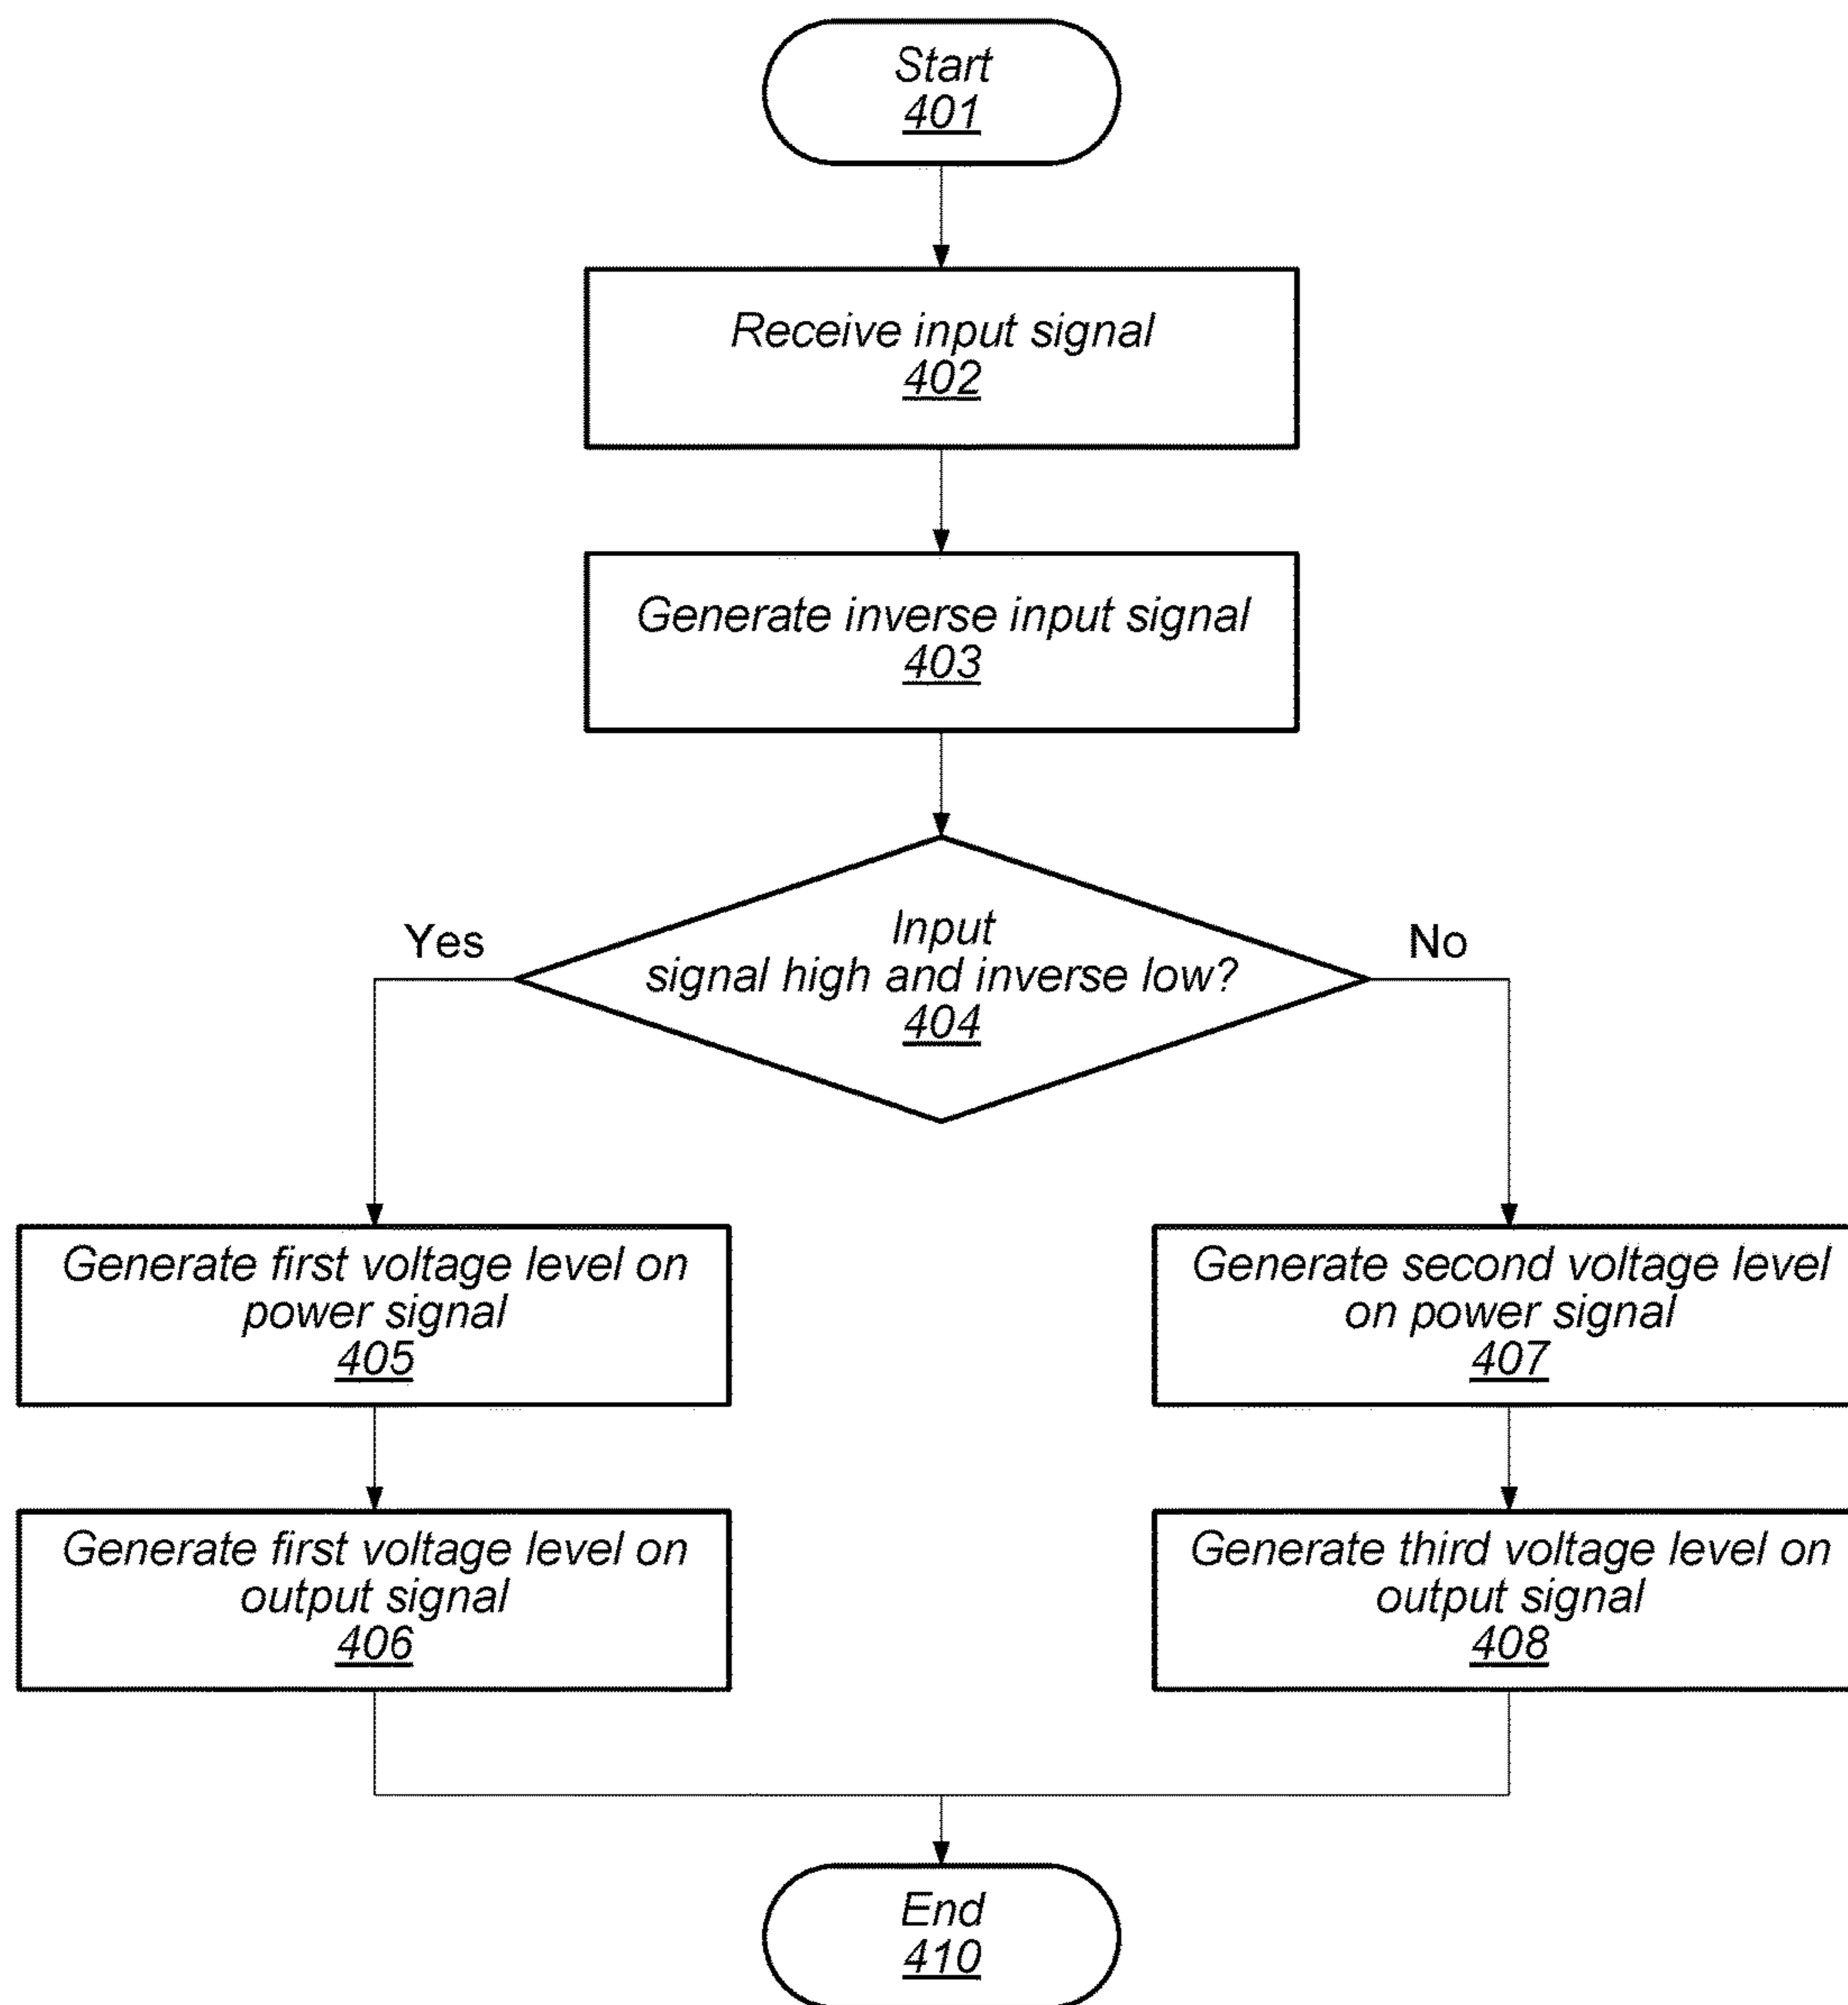 Start
401
Receive input signal
402
Generate inverse input signal
403
Input
signal high and inverse low?
404
Yes
No
Generate first voltage level on
power signal
405
Generate second voltage level
on power signal
407
Generate first voltage level on
output signal
406
Generate third voltage level on
output signal
408
End
410